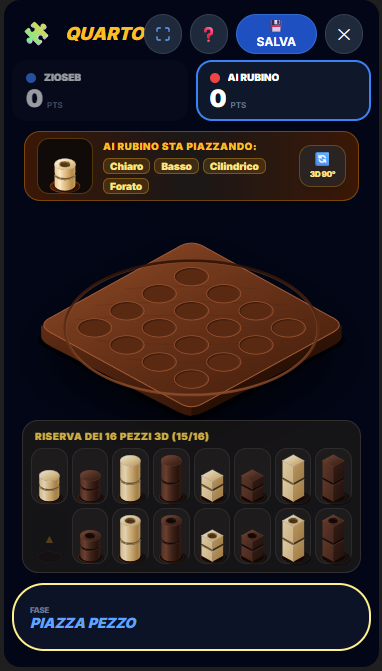 QUARTO
SALVA
ZIOSEB
0 PTS
AI RUBINO
0 PTS
AI RUBINO STA PIAZZANDO:
Chiaro Basso Cilindrico
Forato
3D 90°
RISERVA DEI 16 PEZZI 3D (15/16)
FASE
PIAZZA PEZZO